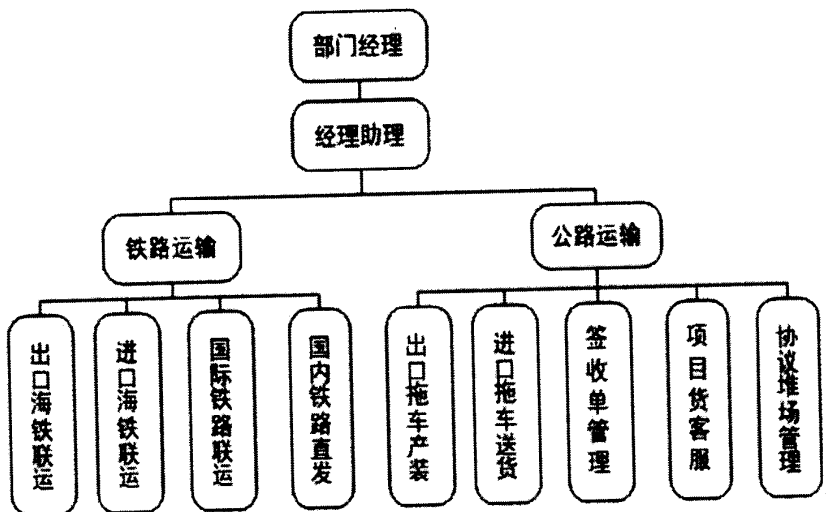 部门经理
经理助理
铁路运输
公路运输
出口海铁联运
进口海铁联运
国际铁路联运
国内铁路直发
出口拖车产装
进口拖车送货
签收单管理
项目货客服
协议堆场管理